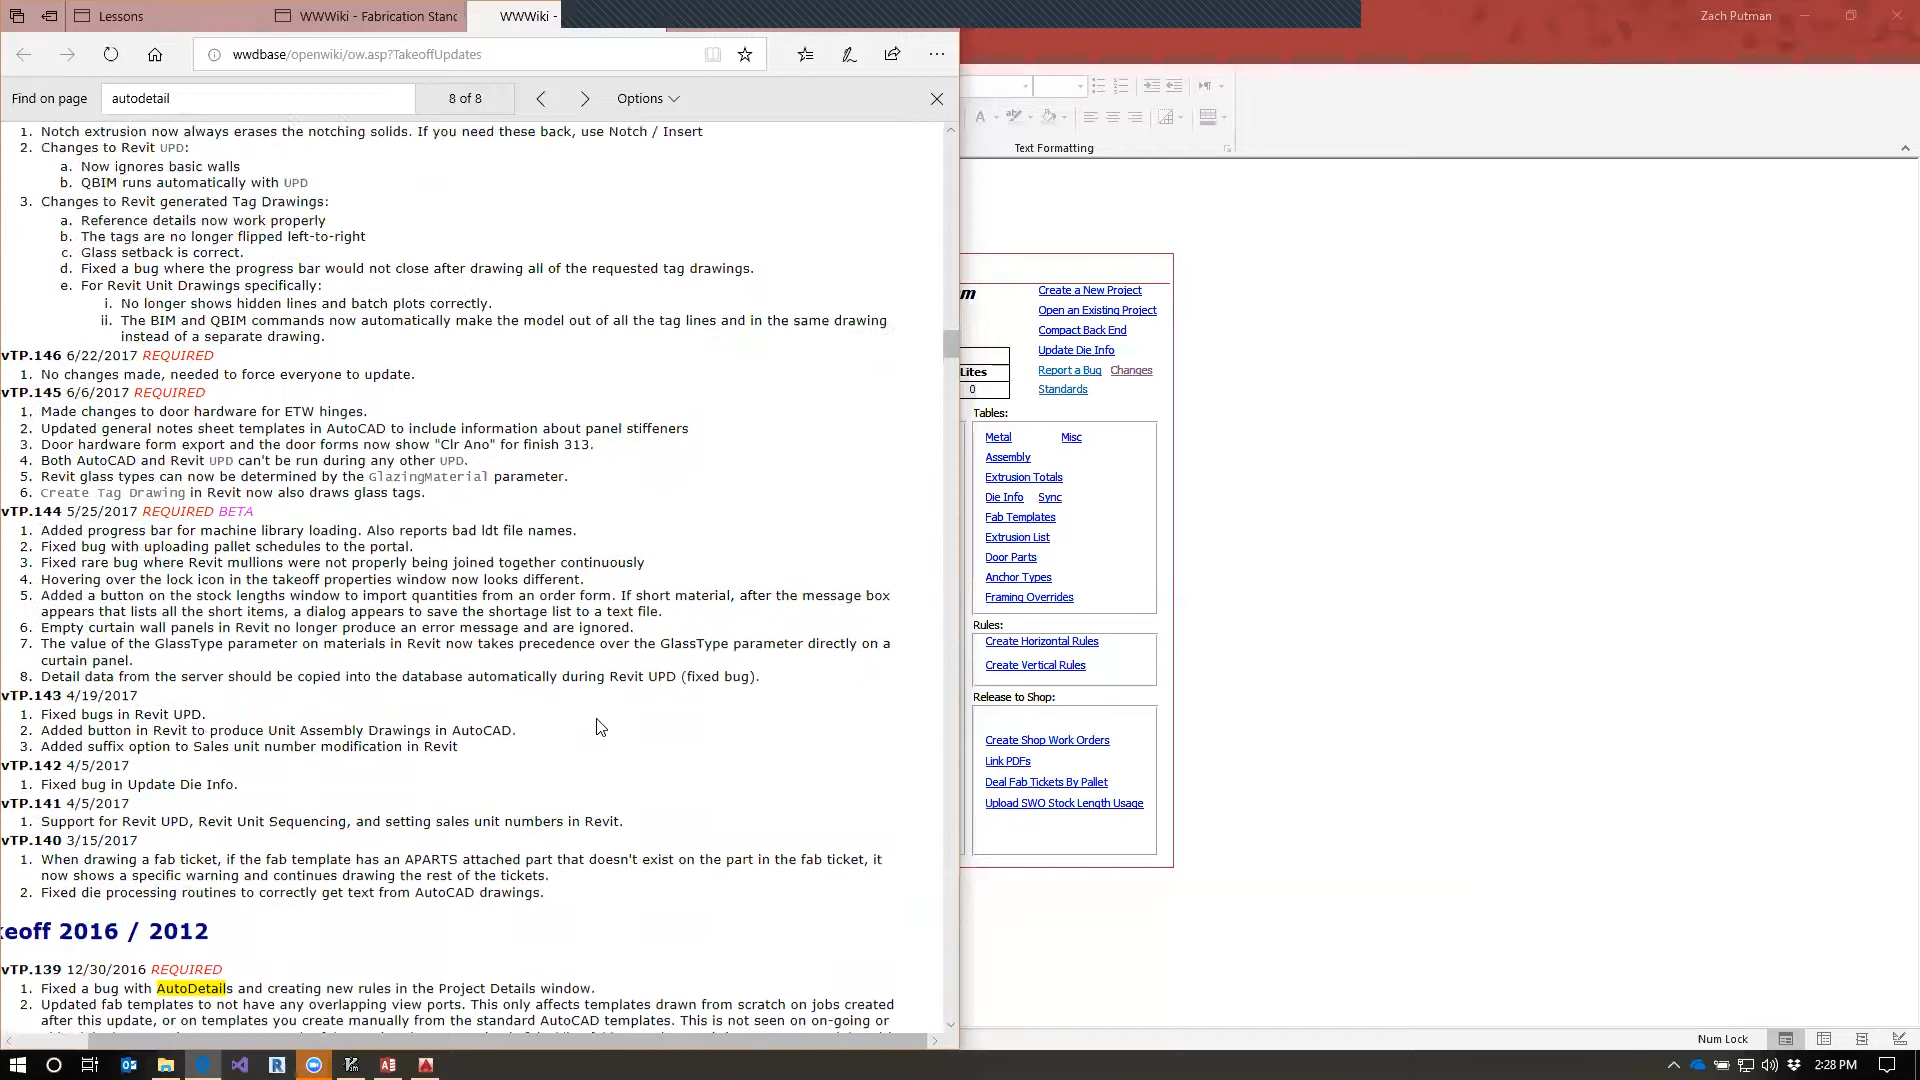 Lessons
WWWiki - Fabrication Stanc
WWWiki -
Zach Putman
wwdbase/openwiki/ow.asp?TakeoffUpdates
Find on page
autodetail
8 of 8
Options
1. Notch extrusion now always erases the notching solids. If you need these back, use Notch / Insert
2. Changes to Revit UPD:
a. Now ignores basic walls
b. QBIM runs automatically with UPD
3. Changes to Revit generated Tag Drawings:
a. Reference details now work properly
b. The tags are no longer flipped left-to-right
c. Glass setback is correct.
d. Fixed a bug where the progress bar would not close after drawing all of the requested tag drawings.
e. For Revit Unit Drawings specifically:
i. No longer shows hidden lines and batch plots correctly.
ii. The BIM and QBIM commands now automatically make the model out of all the tag lines and in the same drawing
instead of a separate drawing.
vTP.146 6/22/2017 REQUIRED
1. No changes made, needed to force everyone to update.
vTP.145 6/6/2017 REQUIRED
1. Made changes to door hardware for ETW hinges.
2. Updated general notes sheet templates in AutoCAD to include information about panel stiffeners
3. Door hardware form export and the door forms now show "Clr Ano" for finish 313.
4. Both AutoCAD and Revit UPD can't be run during any other UPD.
5. Revit glass types can now be determined by the GlazingMaterial parameter.
6. Create Tag Drawing in Revit now also draws glass tags.
vTP.144 5/25/2017 REQUIRED BETA
1. Added progress bar for machine library loading. Also reports bad ldt file names.
2. Fixed bug with uploading pallet schedules to the portal.
3. Fixed rare bug where Revit mullions were not properly being joined together continuously
4. Hovering over the lock icon in the takeoff properties window now looks different.
5. Added a button on the stock lengths window to import quantities from an order form. If short material, after the message box
appears that lists all the short items, a dialog appears to save the shortage list to a text file.
6. Empty curtain wall panels in Revit no longer produce an error message and are ignored.
7. The value of the GlassType parameter on materials in Revit now takes precedence over the GlassType parameter directly on a
curtain panel.
8. Detail data from the server should be copied into the database automatically during Revit UPD (fixed bug).
vTP.143 4/19/2017
1. Fixed bugs in Revit UPD.
2. Added button in Revit to produce Unit Assembly Drawings in AutoCAD.
3. Added suffix option to Sales unit number modification in Revit
vTP.142 4/5/2017
1. Fixed bug in Update Die Info.
vTP.141 4/5/2017
1. Support for Revit UPD, Revit Unit Sequencing, and setting sales unit numbers in Revit.
vTP.140 3/15/2017
1. When drawing a fab ticket, if the fab template has an APARTS attached part that doesn't exist on the part in the fab ticket, it
now shows a specific warning and continues drawing the rest of the tickets.
2. Fixed die processing routines to correctly get text from AutoCAD drawings.
keoff 2016 / 2012
vTP.139 12/30/2016 REQUIRED
1. Fixed a bug with AutoDetails and creating new rules in the Project Details window.
2. Updated fab templates to not have any overlapping view ports. This only affects templates drawn from scratch on jobs created
after this update, or on templates you create manually from the standard AutoCAD templates. This is not seen on on-going or
Text Formatting
m
Create a New Project
Open an Existing Project
Compact Back End
Update Die Info
Report a Bug Changes
Standards
Lites
0
Tables:
Metal Misc
Assembly
Extrusion Totals
Die Info Sync
Fab Templates
Extrusion List
Door Parts
Anchor Types
Framing Overrides
Rules:
Create Horizontal Rules
Create Vertical Rules
Release to Shop:
Create Shop Work Orders
Link PDFs
Deal Fab Tickets By Pallet
Upload SWO Stock Length Usage
Num Lock
2:28 PM